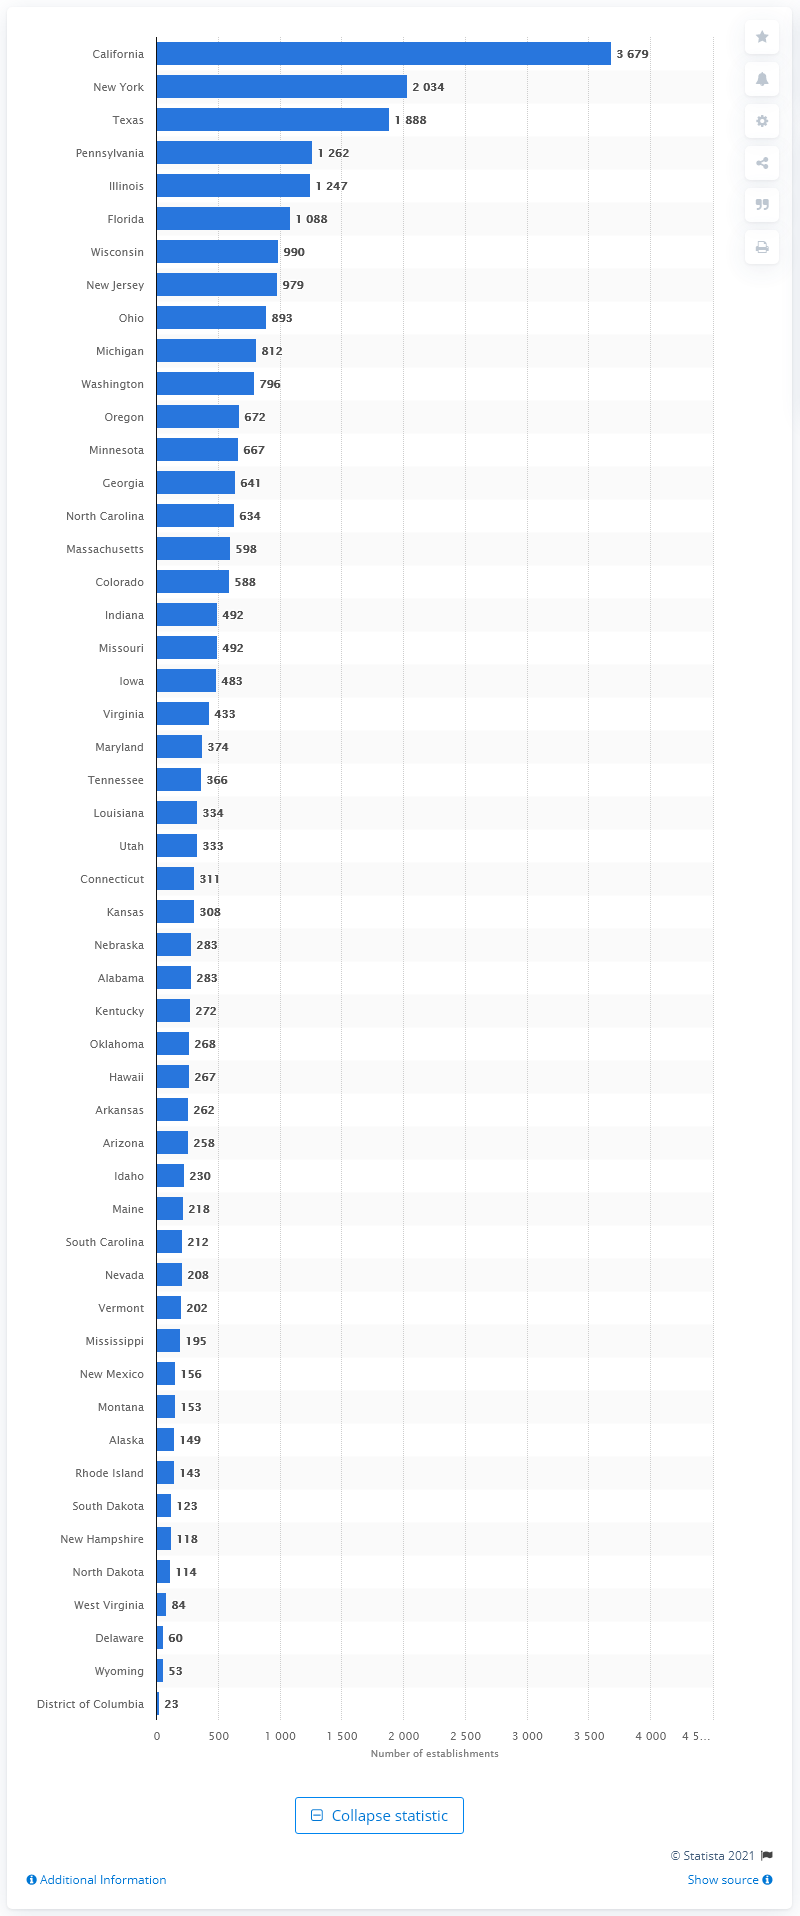 California 3 679
New York 2 034
Texas 1 888
Pennsylvania 1 262
Illinois 1 247
Florida 1 088
Wisconsin 990
New Jersey 979
Ohio 893
Michigan 812
Washington 796
Oregon 672
Minnesota 667
Georgia 641
North Carolina 634
Massachusetts 598
Colorado 588
Indiana 492
Missouri 492
Iowa 483
Virginia 433
Maryland 374
Tennessee 366
Louisiana 334
Utah 333
Connecticut 311
Kansas 308
Nebraska 283
Alabama 283
Kentucky 272
Oklahoma 268
Hawaii 267
Arkansas 262
Arizona 258
Idaho 230
Maine 218
South Carolina 212
Nevada 208
Vermont 202
Mississippi 195
New Mexico 156
Montana 153
Alaska 149
Rhode Island 143
South Dakota 123
New Hampshire 118
North Dakota 114
West Virginia 84
Delaware 60
Wyoming 53
District of Columbia 23
0 500 1 000 1 500 2 000 2 500 3 000 3 500 4 000 4 5...
Number of establishments
Collapse statistic
© Statista 2021
Additional Information Show source